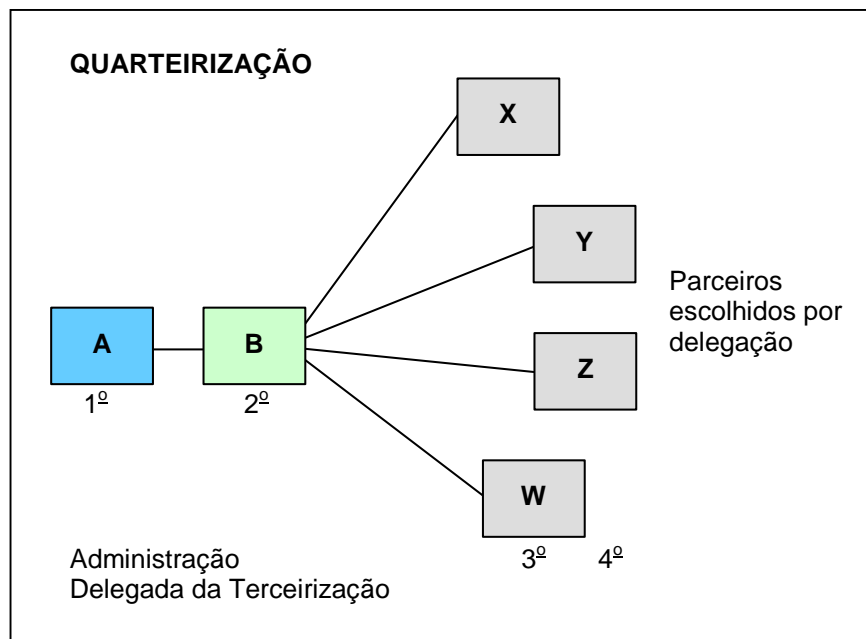 QUARTEIRIZAÇÃO
X
Y
Parceiros
escolhidos por
delegação
A
B
Z
1º
2º
W
3º 4º
Administração
Delegada da Terceirização